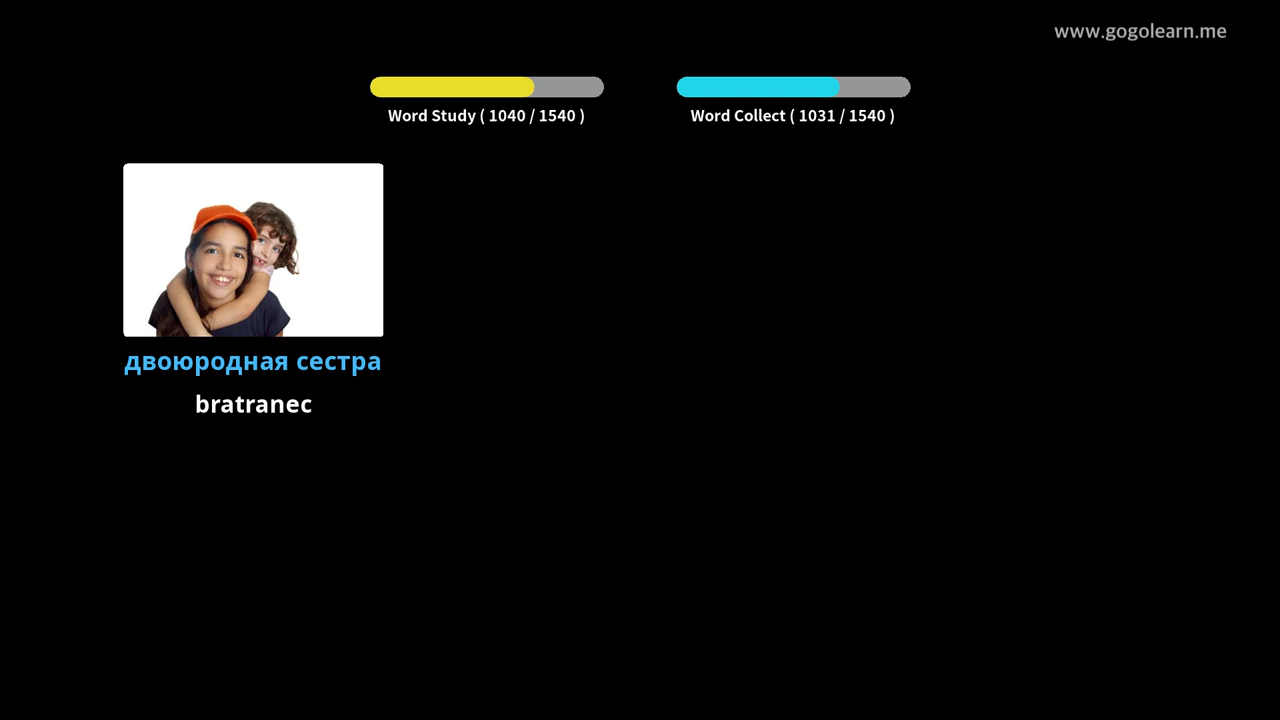 www.gogolearn.me
Word Study ( 1040 / 1540 )
Word Collect ( 1031 / 1540 )
двоюродная сестра
bratranec